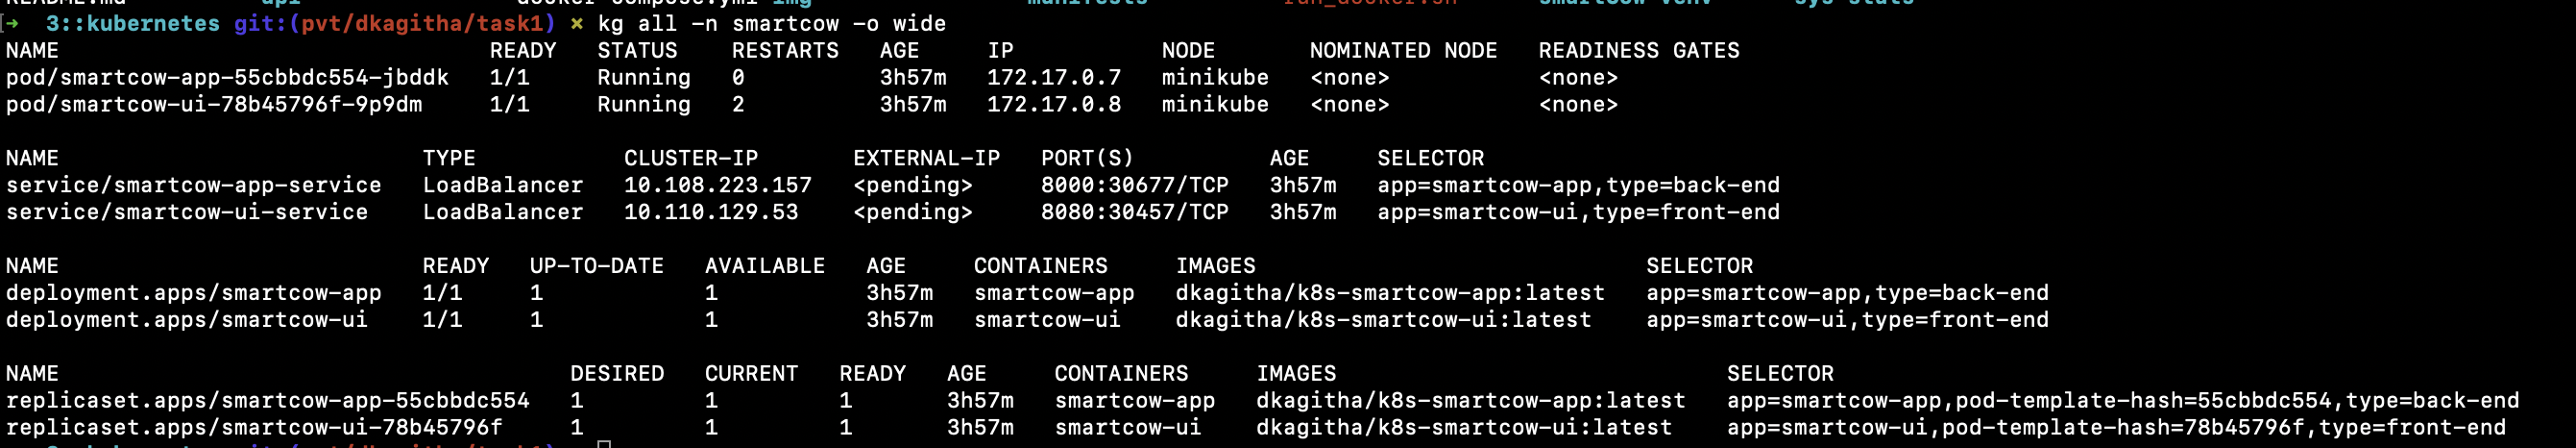 README.md api docker-compose.yml img manifests run_docker.sh smartcow-venv sys-stats
➜ 3::kubernetes git:(pvt/dkagitha/task1) ✗ kg all -n smartcow -o wide
NAME READY STATUS RESTARTS AGE IP NODE NOMINATED NODE READINESS GATES
pod/smartcow-app-55cbbdc554-jbddk 1/1 Running 0 3h57m 172.17.0.7 minikube <none> <none>
pod/smartcow-ui-78b45796f-9p9dm 1/1 Running 2 3h57m 172.17.0.8 minikube <none> <none>
NAME TYPE CLUSTER-IP EXTERNAL-IP PORT(S) AGE SELECTOR
service/smartcow-app-service LoadBalancer 10.108.223.157 <pending> 8000:30677/TCP 3h57m app=smartcow-app,type=back-end
service/smartcow-ui-service LoadBalancer 10.110.129.53 <pending> 8080:30457/TCP 3h57m app=smartcow-ui,type=front-end
NAME READY UP-TO-DATE AVAILABLE AGE CONTAINERS IMAGES SELECTOR
deployment.apps/smartcow-app 1/1 1 1 3h57m smartcow-app dkagitha/k8s-smartcow-app:latest app=smartcow-app,type=back-end
deployment.apps/smartcow-ui 1/1 1 1 3h57m smartcow-ui dkagitha/k8s-smartcow-ui:latest app=smartcow-ui,type=front-end
NAME DESIRED CURRENT READY AGE CONTAINERS IMAGES SELECTOR
replicaset.apps/smartcow-app-55cbbdc554 1 1 1 3h57m smartcow-app dkagitha/k8s-smartcow-app:latest app=smartcow-app,pod-template-hash=55cbbdc554,type=back-end
replicaset.apps/smartcow-ui-78b45796f 1 1 1 3h57m smartcow-ui dkagitha/k8s-smartcow-ui:latest app=smartcow-ui,pod-template-hash=78b45796f,type=front-end